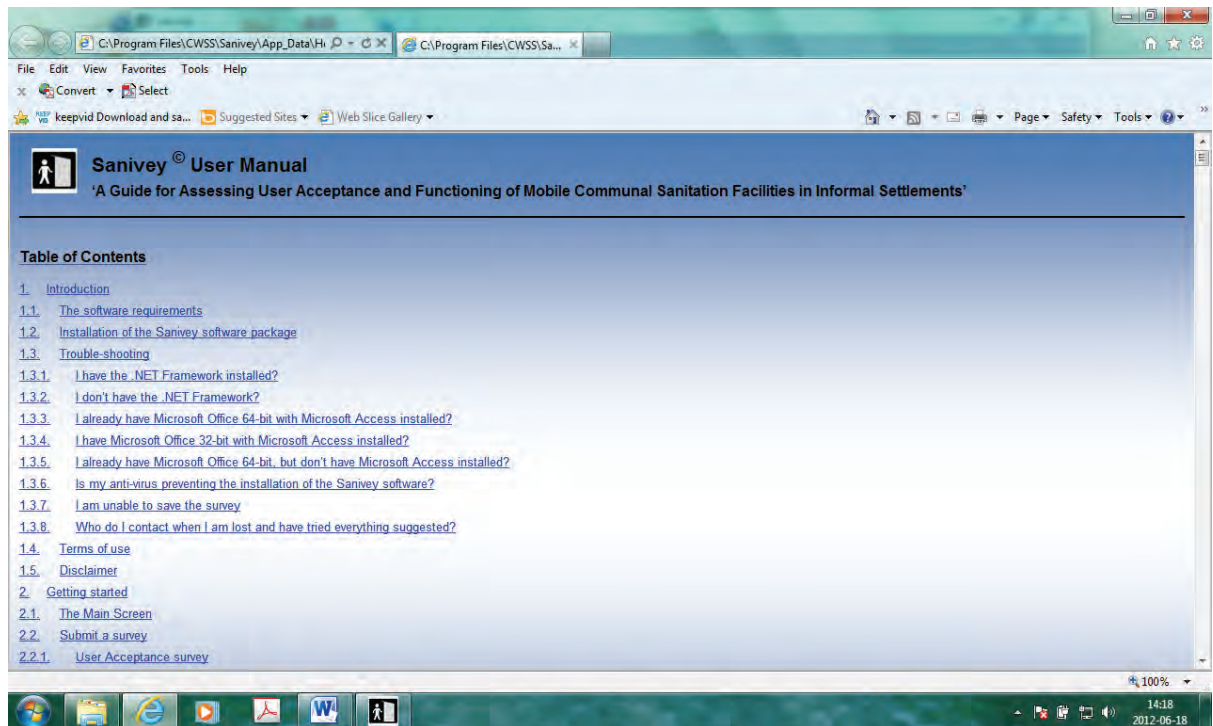 C:\Program Files\CWSS\Sanivey\App_Data\H
C:\Program Files\CWSS\Sa...
File Edit View Favorites Tools Help
x Convert Select
keepvid Download and sa... Suggested Sites Web Slice Gallery Page Safety Tools
Sanivey © User Manual
'A Guide for Assessing User Acceptance and Functioning of Mobile Communal Sanitation Facilities in Informal Settlements'
Table of Contents
1. Introduction
1.1. The software requirements
1.2. Installation of the Sanivey software package
1.3. Trouble-shooting
1.3.1. I have the .NET Framework installed?
1.3.2. I don't have the .NET Framework?
1.3.3. I already have Microsoft Office 64-bit with Microsoft Access installed?
1.3.4. I have Microsoft Office 32-bit with Microsoft Access installed?
1.3.5. I already have Microsoft Office 64-bit, but don't have Microsoft Access installed?
1.3.6. Is my anti-virus preventing the installation of the Sanivey software?
1.3.7. I am unable to save the survey
1.3.8. Who do I contact when I am lost and have tried everything suggested?
1.4. Terms of use
1.5. Disclaimer
2. Getting started
2.1. The Main Screen
2.2. Submit a survey
2.2.1. User Acceptance survey
100%
14:18
2012-06-18